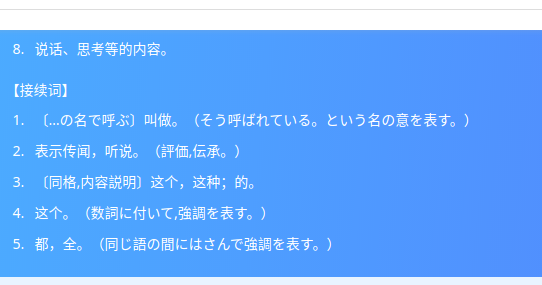 8. 说话、思考等的内容。
【接续词】
1. 〔…の名で呼ぶ〕叫做。（そう呼ばれている。という名の意を表す。）
2. 表示传闻，听说。（評価,伝承。）
3. 〔同格,内容説明〕这个，这种；的。
4. 这个。（数詞に付いて,強調を表す。）
5. 都，全。（同じ語の間にはさんで強調を表す。）